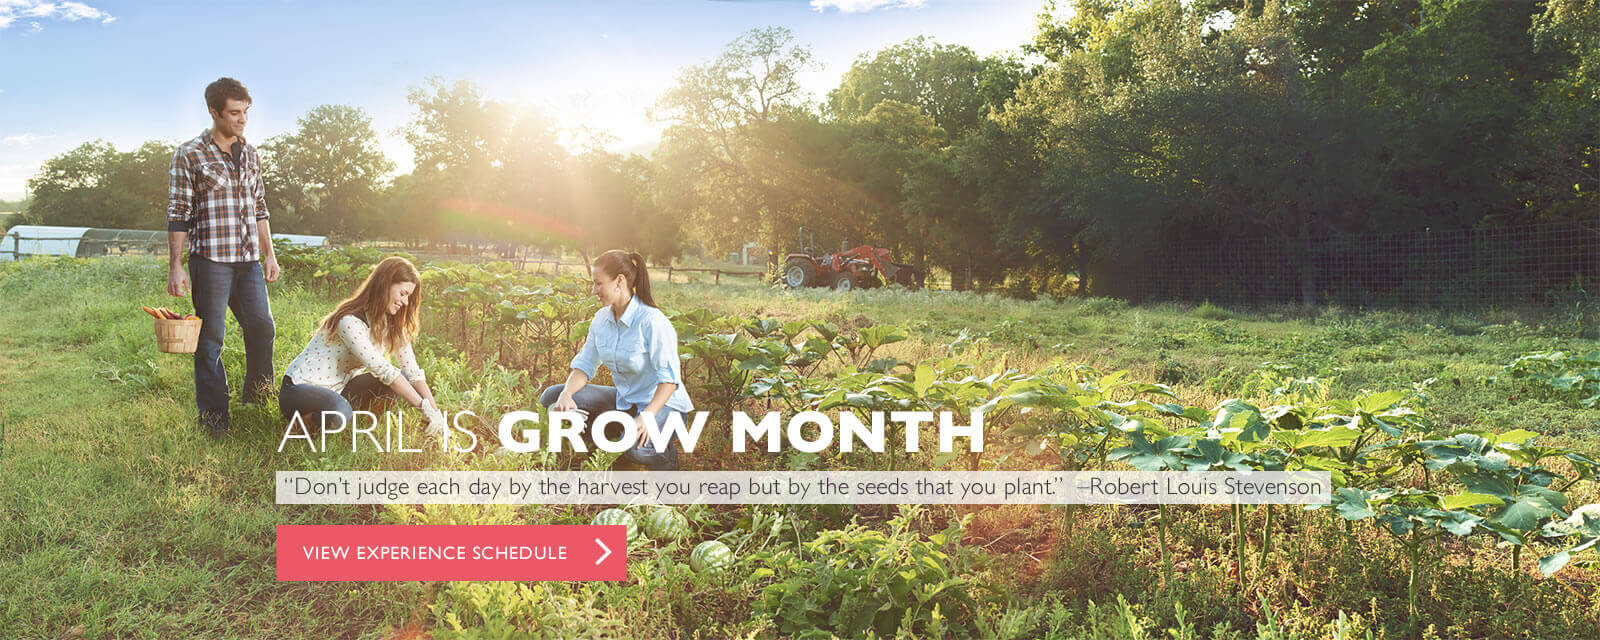 APRIL IS GROW MONTH
“Don’t judge each day by the harvest you reap but by the seeds that you plant.” –Robert Louis Stevenson
VIEW EXPERIENCE SCHEDULE